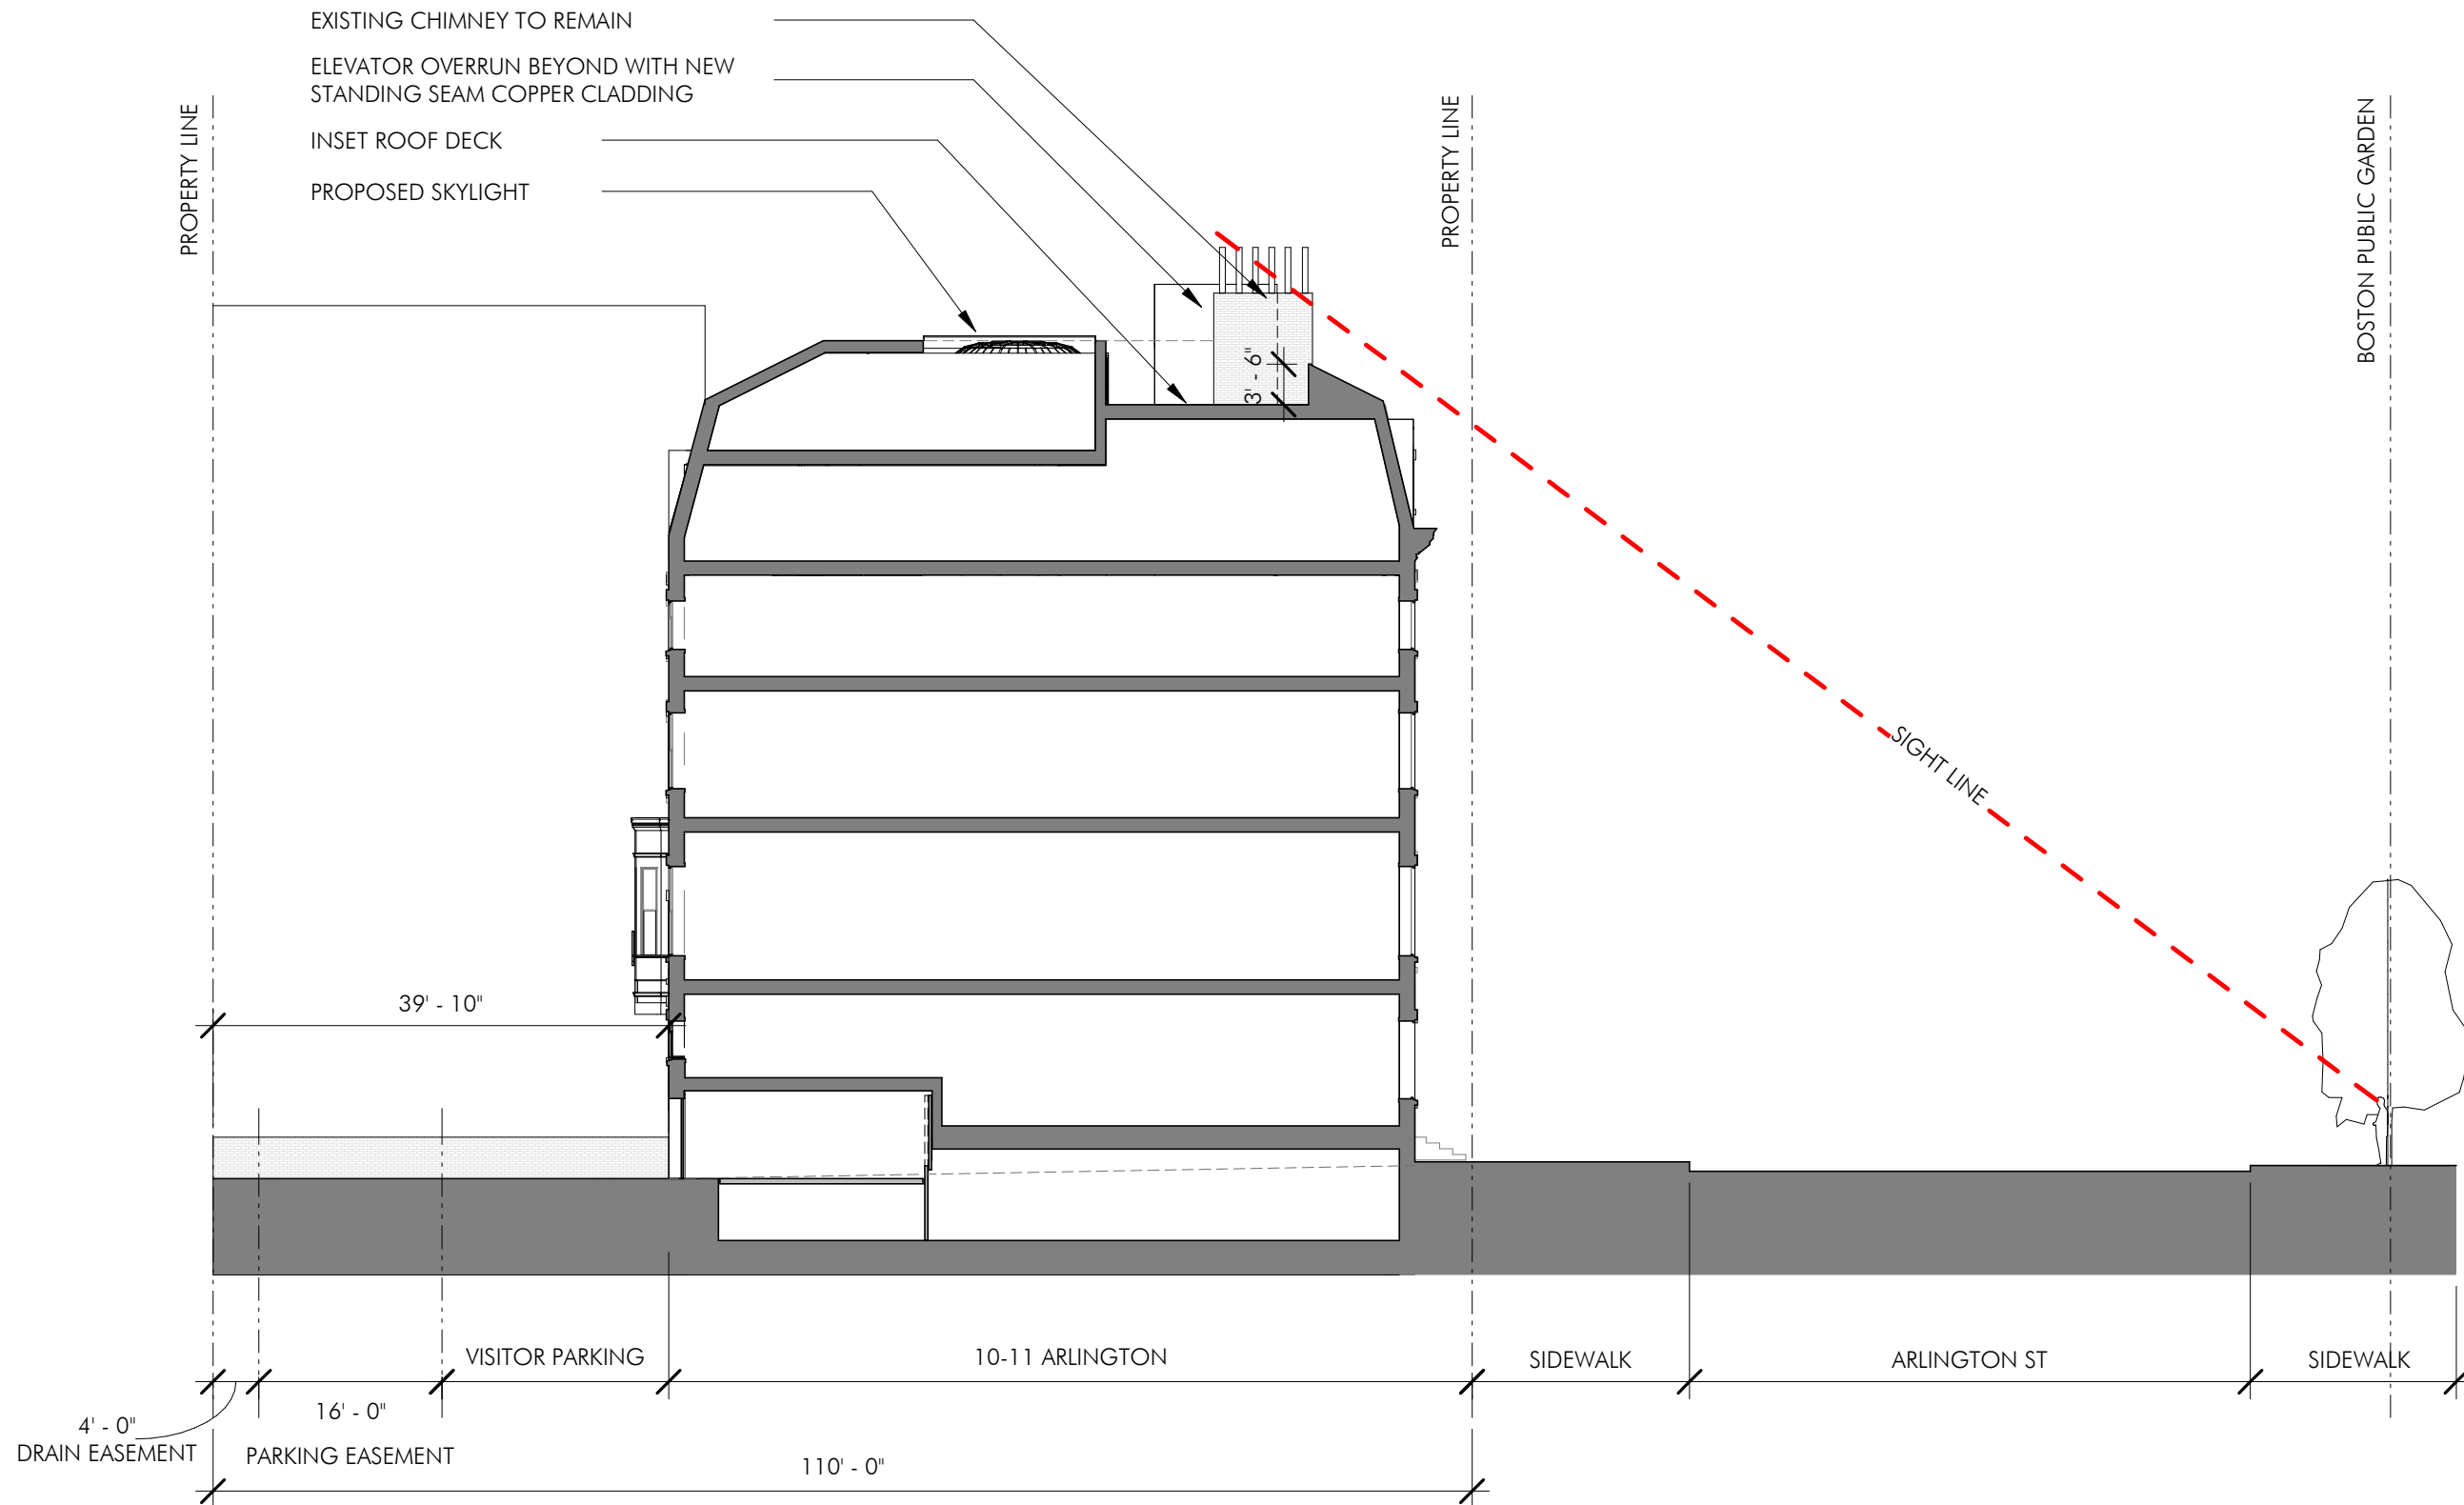 EXISTING CHIMNEY TO REMAIN
ELEVATOR OVERRUN BEYOND WITH NEW
STANDING SEAM COPPER CLADDING
INSET ROOF DECK
PROPOSED SKYLIGHT
PROPERTY LINE
PROPERTY LINE
BOSTON PUBLIC GARDEN
3' - 6"
SIGHT LINE
39' - 10"
VISITOR PARKING
10-11 ARLINGTON
SIDEWALK
ARLINGTON ST
SIDEWALK
4' - 0"
DRAIN EASEMENT
16' - 0"
PARKING EASEMENT
110' - 0"